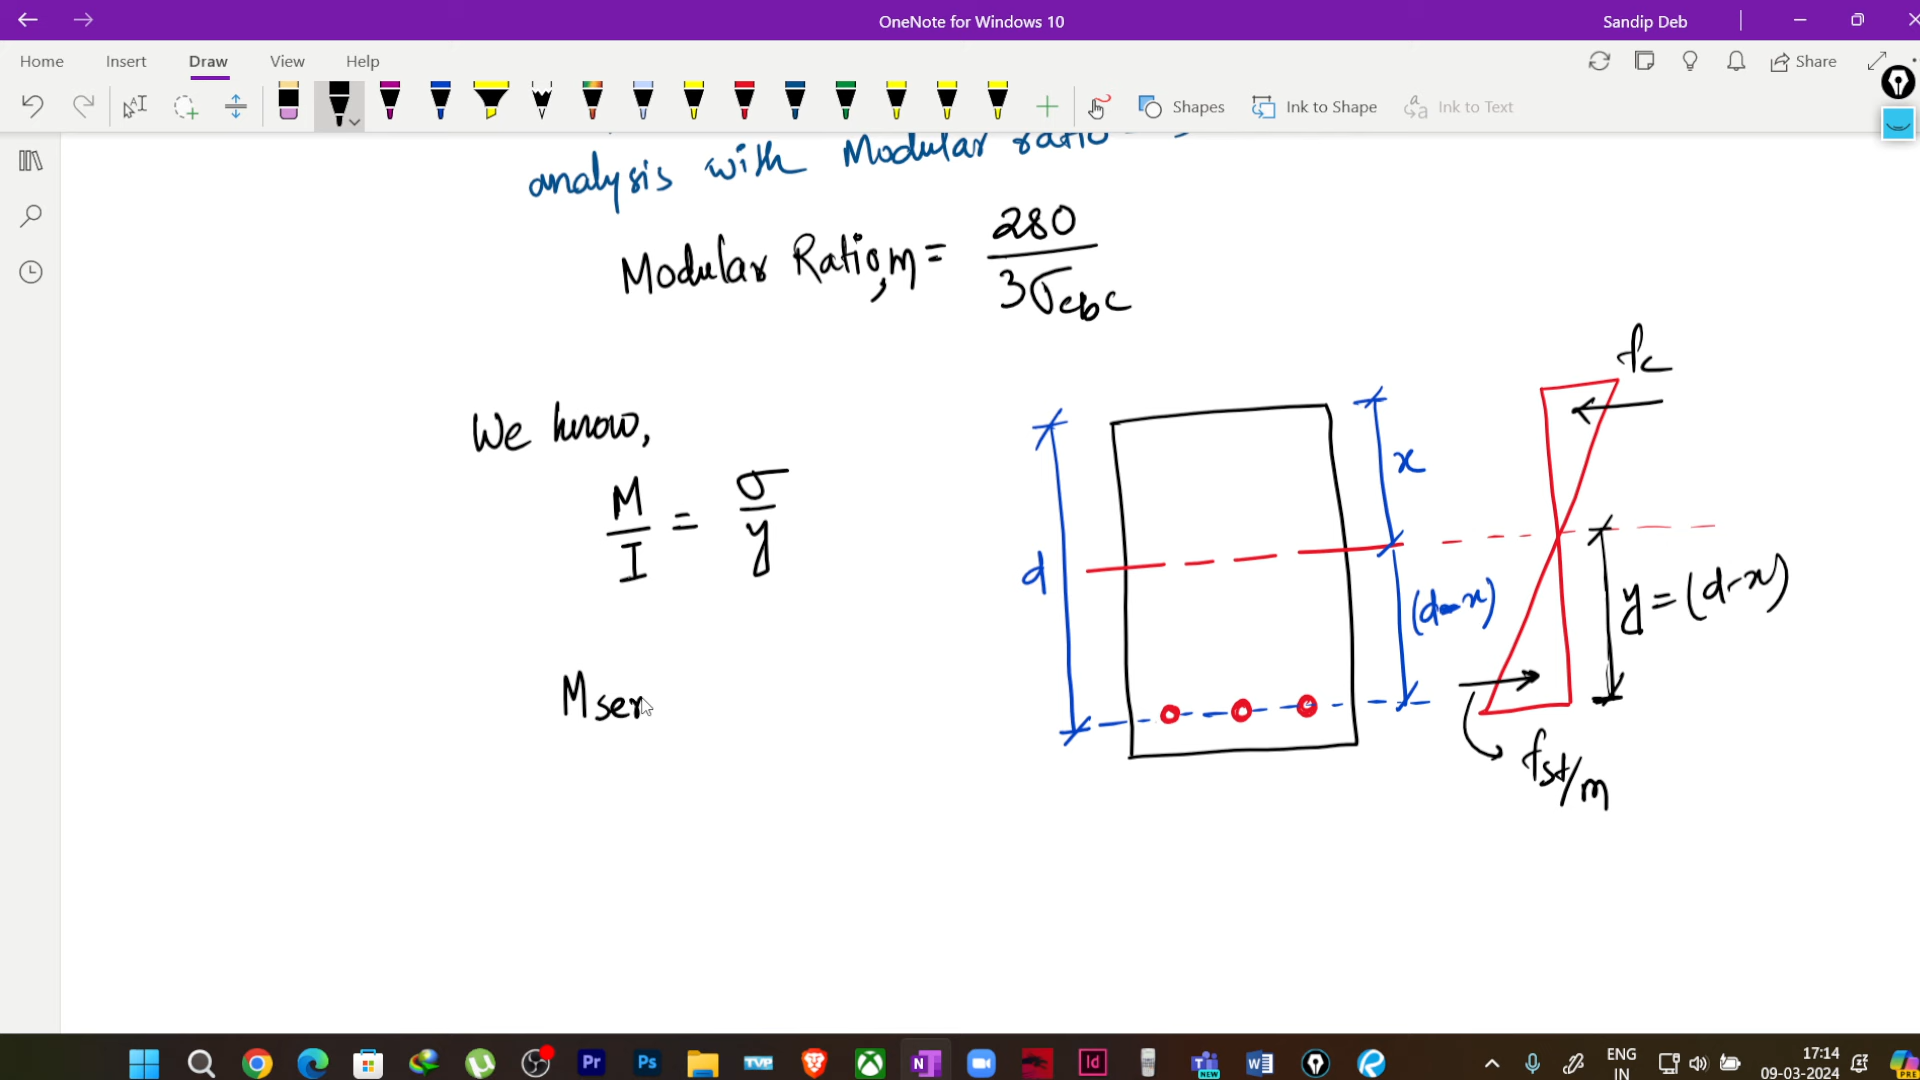 OneNote for Windows 10
Sandip Deb
Home Insert Draw View Help
Share
Shapes Ink to Shape Ink to Text
analysis with Modular ratio
Modular Ratio, m = 280 / 3σcbc
We know,
M/I = σ/y
Mser
d
x
(d-x)
fc
y = (d-x)
fst/m
ENG
IN
17:14
09-03-2024